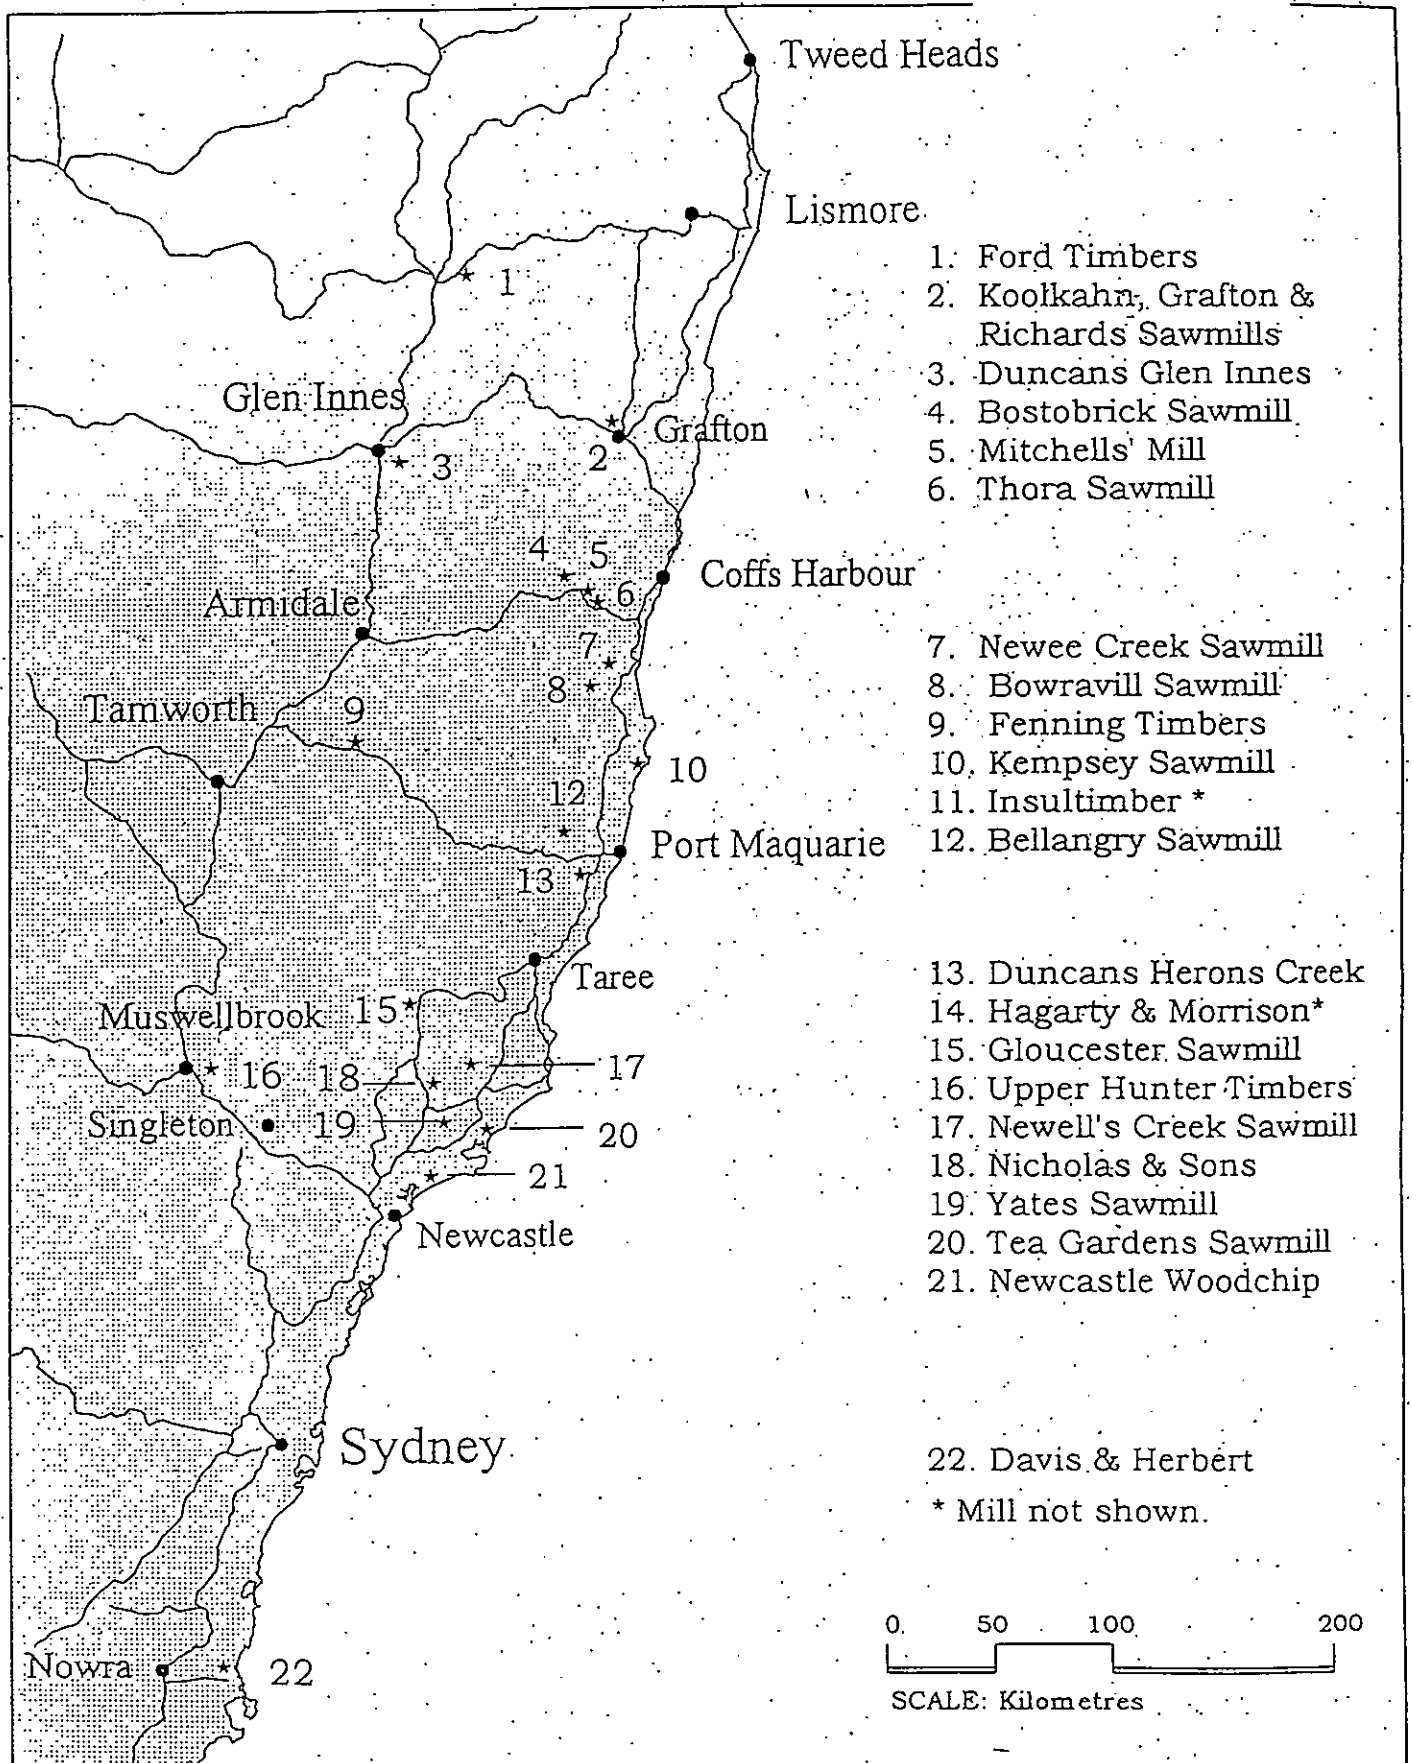 Tweed Heads
Lismore
1
1. Ford Timbers
2. Koolkahn, Grafton &
Richards Sawmills
3. Duncans Glen Innes
4. Bostobrick Sawmill
5. Mitchells' Mill
6. Thora Sawmill
Glen Innes
Grafton
2
3
4
5
6
Coffs Harbour
Armidale
7
8
7. Newee Creek Sawmill
8. Bowravill Sawmill
9. Fenning Timbers
10. Kempsey Sawmill
11. Insultimber *
12. Bellangry Sawmill
Tamworth
9
10
12
Port Maquarie
13
Taree
13. Duncans Herons Creek
14. Hagarty & Morrison*
15. Gloucester Sawmill
16. Upper Hunter Timbers
17. Newell's Creek Sawmill
18. Nicholas & Sons
19. Yates Sawmill
20. Tea Gardens Sawmill
21. Newcastle Woodchip
Muswellbrook
15
16
18
17
Singleton
19
20
21
Newcastle
Sydney
22. Davis & Herbert
* Mill not shown.
Nowra
22
0 50 100 200
SCALE: Kilometres